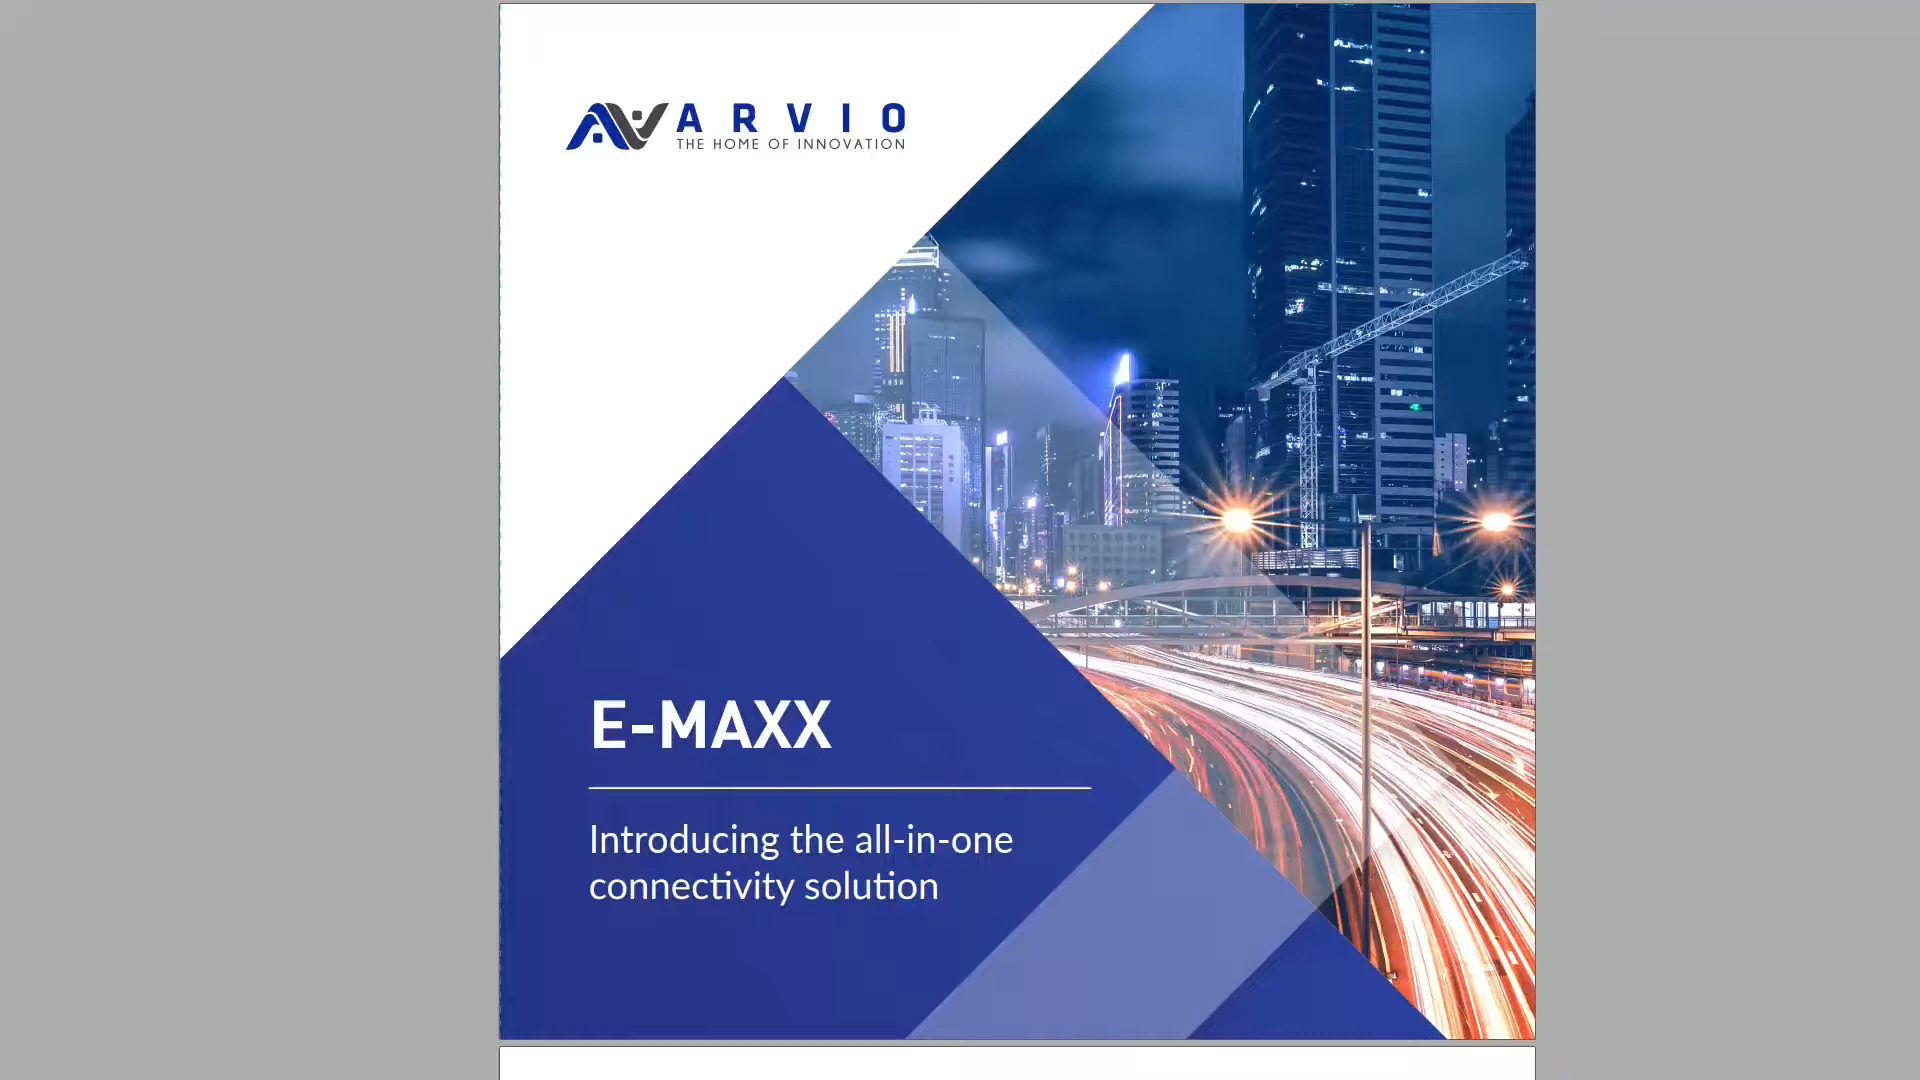 ARVIO
THE HOME OF INNOVATION
E-MAXX
Introducing the all-in-one
connectivity solution